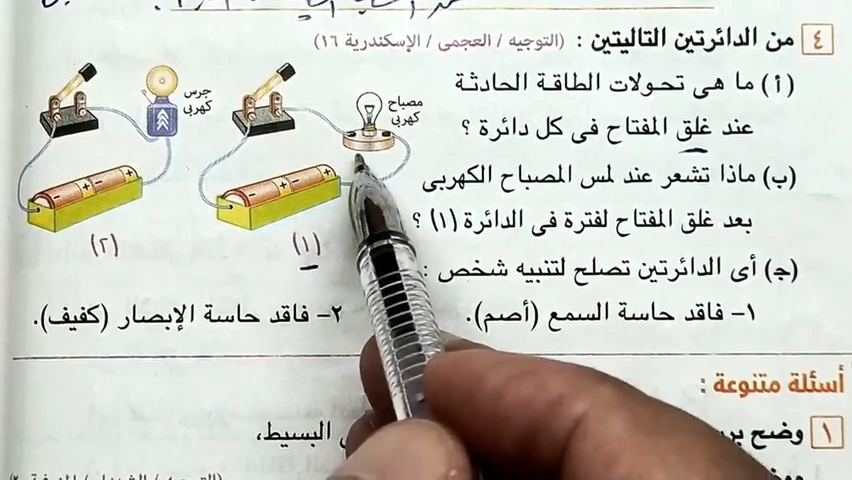 ٤ من الدائرتين التاليتين : (التوجيه / العجمى / الإسكندرية ١٦)
(أ) ما هى تحولات الطاقة الحادثة
عند غلق المفتاح فى كل دائرة ؟
(ب) ماذا تشعر عند لمس المصباح الكهربى
بعد غلق المفتاح لفترة فى الدائرة (١) ؟
(جـ) أى الدائرتين تصلح لتنبيه شخص :
١- فاقد حاسة السمع (أصم).
٢- فاقد حاسة الإبصار (كفيف).
مصباح
كهربى
(١)
جرس
كهربى
(٢)
أسئلة متنوعة :
١ وضح
البسيط،